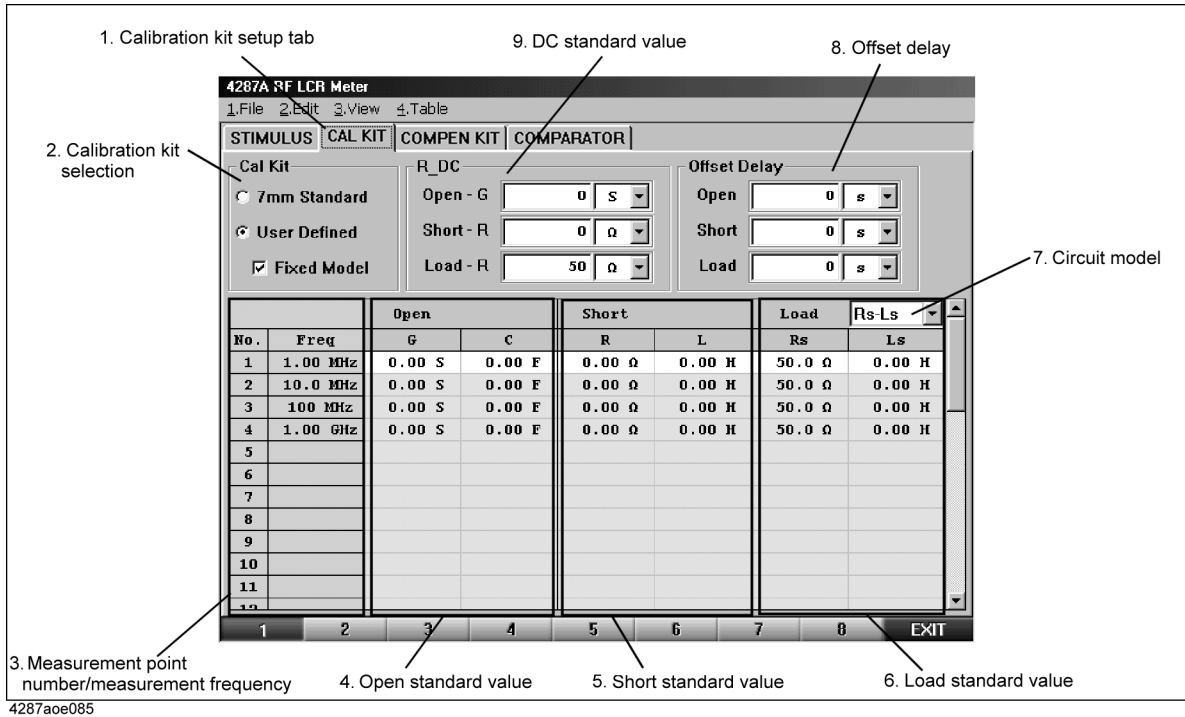 1. Calibration kit setup tab
9. DC standard value
8. Offset delay
4287A RF LCR Meter
1.File 2.Edit 3.View 4.Table
STIMULUS CAL KIT COMPEN KIT COMPARATOR
2. Calibration kit
selection
Cal Kit R_DC Offset Delay
7mm Standard Open - G 0 S Open 0 s
User Defined Short - R 0 Ω Short 0 s
Fixed Model Load - R 50 Ω Load 0 s
7. Circuit model
Open Short Load Rs-Ls
No. Freq G C R L Rs Ls
1 1.00 MHz 0.00 S 0.00 F 0.00 Ω 0.00 H 50.0 Ω 0.00 H
2 10.0 MHz 0.00 S 0.00 F 0.00 Ω 0.00 H 50.0 Ω 0.00 H
3 100 MHz 0.00 S 0.00 F 0.00 Ω 0.00 H 50.0 Ω 0.00 H
4 1.00 GHz 0.00 S 0.00 F 0.00 Ω 0.00 H 50.0 Ω 0.00 H
5
6
7
8
9
10
11
12
1 2 3 4 5 6 7 8 EXIT
3. Measurement point
number/measurement frequency
4. Open standard value
5. Short standard value
6. Load standard value
4287aoe085